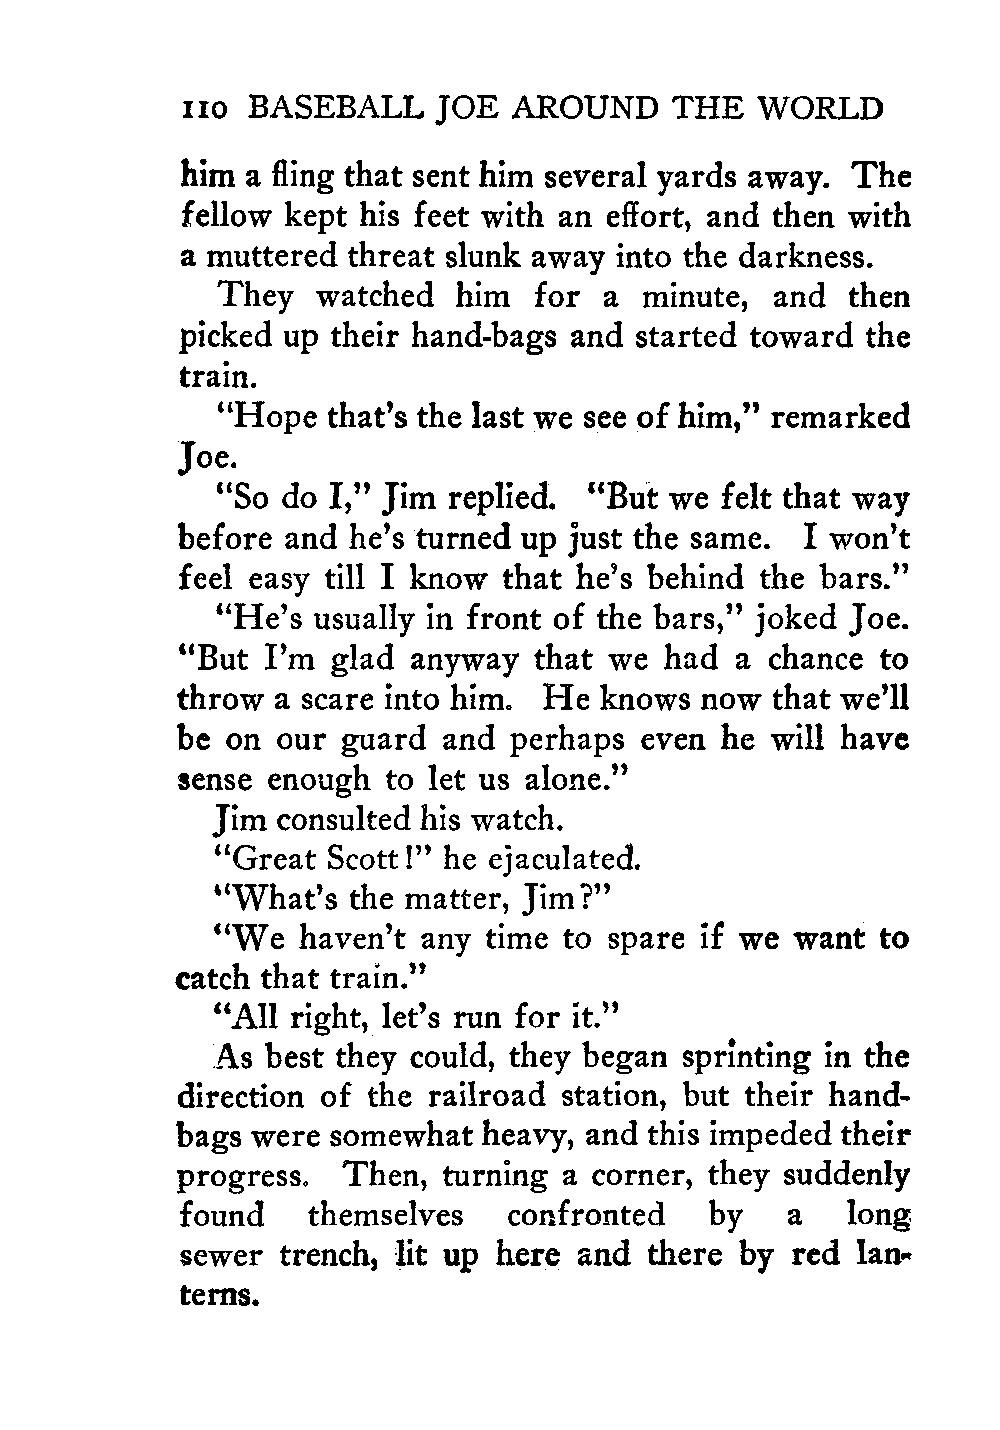 110 BASEBALL JOE AROUND THE WORLD
him a fling that sent him several yards away. The
fellow kept his feet with an effort, and then with
a muttered threat slunk away into the darkness.
They watched him for a minute, and then
picked up their hand-bags and started toward the
train.
“Hope that’s the last we see of him,” remarked
Joe.
“So do I,” Jim replied. “But we felt that way
before and he’s turned up just the same. I won’t
feel easy till I know that he’s behind the bars.”
“He’s usually in front of the bars,” joked Joe.
“But I’m glad anyway that we had a chance to
throw a scare into him. He knows now that we’ll
be on our guard and perhaps even he will have
sense enough to let us alone.”
Jim consulted his watch.
“Great Scott!” he ejaculated.
“What’s the matter, Jim?”
“We haven’t any time to spare if we want to
catch that train.”
“All right, let’s run for it.”
As best they could, they began sprinting in the
direction of the railroad station, but their hand-
bags were somewhat heavy, and this impeded their
progress. Then, turning a corner, they suddenly
found themselves confronted by a long
sewer trench, lit up here and there by red lan-
terns.